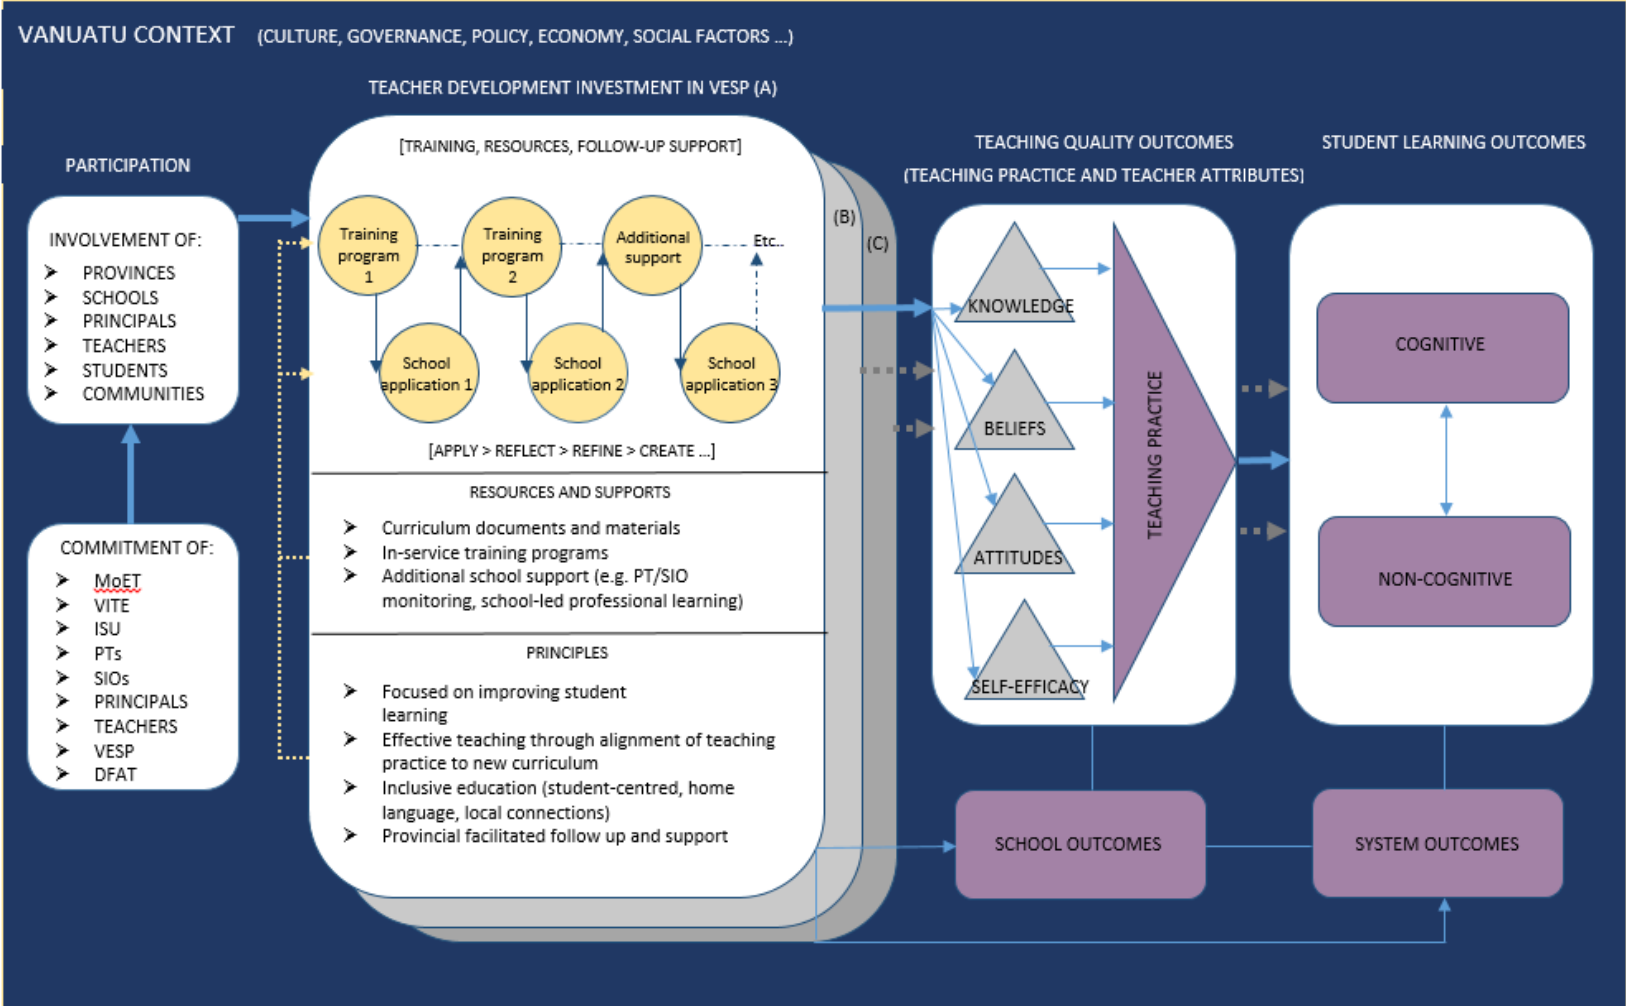 VANUATU CONTEXT (CULTURE, GOVERNANCE, POLICY, ECONOMY, SOCIAL FACTORS ...)
PARTICIPATION
INVOLVEMENT OF:
➤ PROVINCES
➤ SCHOOLS
➤ PRINCIPALS
➤ TEACHERS
➤ STUDENTS
➤ COMMUNITIES
COMMITMENT OF:
➤ MoET
➤ VITE
➤ ISU
➤ PTs
➤ SIOs
➤ PRINCIPALS
➤ TEACHERS
➤ VESP
➤ DFAT
TEACHER DEVELOPMENT INVESTMENT IN VESP (A)
[TRAINING, RESOURCES, FOLLOW-UP SUPPORT]
Training
program
1
Training
program
2
Additional
support
Etc..
School
application 1
School
application 2
School
application 3
[APPLY > REFLECT > REFINE > CREATE ...]
RESOURCES AND SUPPORTS
➤ Curriculum documents and materials
➤ In-service training programs
➤ Additional school support (e.g. PT/SIO
monitoring, school-led professional learning)
PRINCIPLES
➤ Focused on improving student
learning
➤ Effective teaching through alignment of teaching
practice to new curriculum
➤ Inclusive education (student-centred, home
language, local connections)
➤ Provincial facilitated follow up and support
(B)
(C)
TEACHING QUALITY OUTCOMES
(TEACHING PRACTICE AND TEACHER ATTRIBUTES)
KNOWLEDGE
BELIEFS
ATTITUDES
SELF-EFFICACY
TEACHING PRACTICE
STUDENT LEARNING OUTCOMES
COGNITIVE
NON-COGNITIVE
SCHOOL OUTCOMES
SYSTEM OUTCOMES